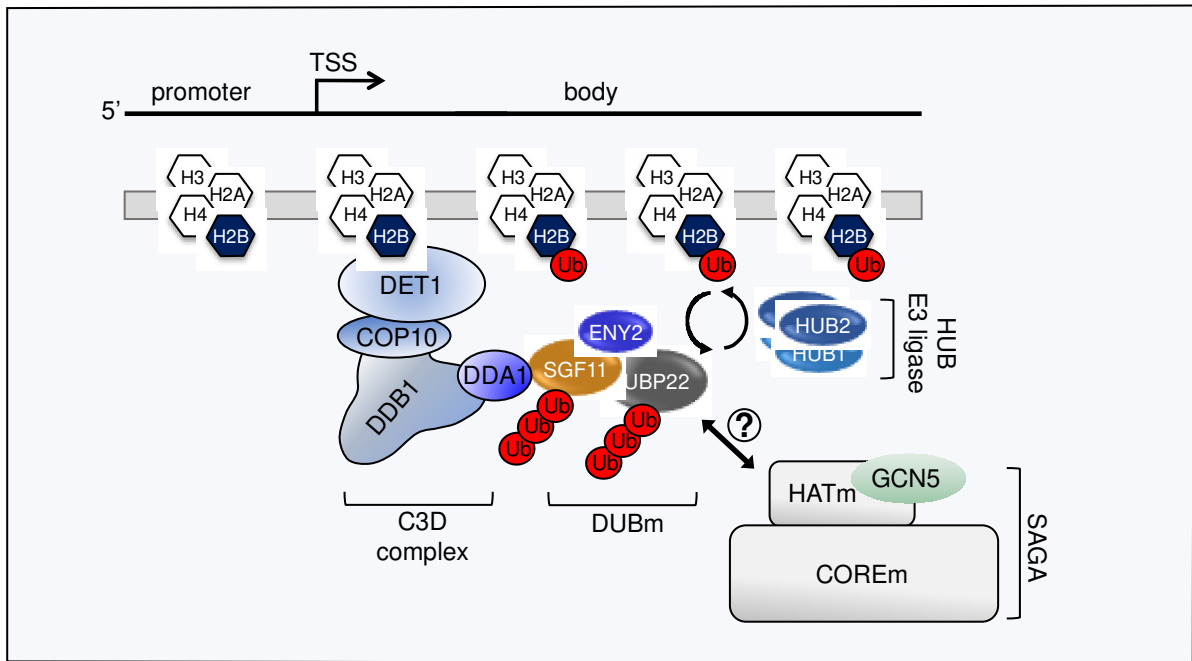 TSS
promoter
body
5’
H3
H2A
H4
H2B
H3
H2A
H4
H2B
H3
H2A
H4
H2B
Ub
H3
H2A
H4
H2B
Ub
H3
H2A
H4
H2B
Ub
DET1
COP10
DDB1
DDA1
SGF11
ENY2
UBP22
Ub
Ub
Ub
Ub
Ub
Ub
HUB2
HUB1
HUB
E3 ligase
?
C3D
complex
DUBm
HATm
GCN5
COREm
SAGA